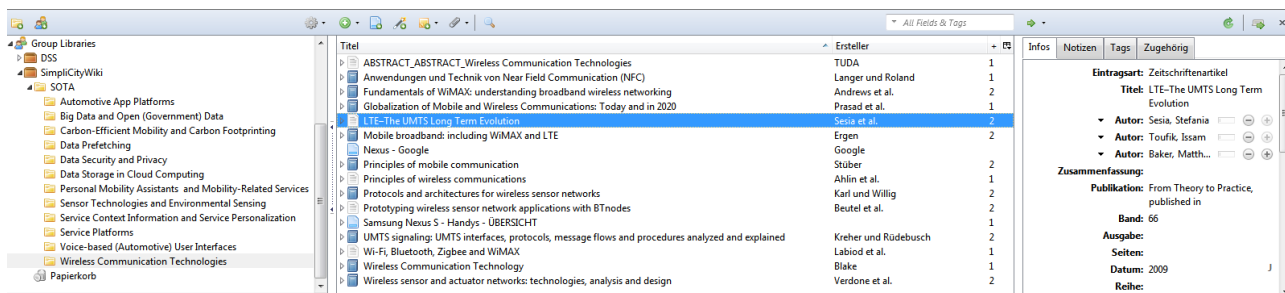 All Fields & Tags
Group Libraries
DSS
SimpliCityWiki
SOTA
Automotive App Platforms
Big Data and Open (Government) Data
Carbon-Efficient Mobility and Carbon Footprinting
Data Prefetching
Data Security and Privacy
Data Storage in Cloud Computing
Personal Mobility Assistants and Mobility-Related Services
Sensor Technologies and Environmental Sensing
Service Context Information and Service Personalization
Service Platforms
Voice-based (Automotive) User Interfaces
Wireless Communication Technologies
Papierkorb
Titel Ersteller +
ABSTRACT_ABSTRACT_Wireless Communication Technologies TUDA 1
Anwendungen und Technik von Near Field Communication (NFC) Langer und Roland 1
Fundamentals of WiMAX: understanding broadband wireless networking Andrews et al. 2
Globalization of Mobile and Wireless Communications: Today and in 2020 Prasad et al. 1
LTE–The UMTS Long Term Evolution Sesia et al. 2
Mobile broadband: including WiMAX and LTE Ergen 2
Nexus - Google Google
Principles of mobile communication Stüber 2
Principles of wireless communications Ahlin et al. 1
Protocols and architectures for wireless sensor networks Karl und Willig 2
Prototyping wireless sensor network applications with BTnodes Beutel et al. 2
Samsung Nexus S - Handys - ÜBERSICHT 1
UMTS signaling: UMTS interfaces, protocols, message flows and procedures analyzed and explained Kreher und Rüdebusch 2
Wi-Fi, Bluetooth, Zigbee and WiMAX Labiod et al. 1
Wireless Communication Technology Blake 1
Wireless sensor and actuator networks: technologies, analysis and design Verdone et al. 2
Infos Notizen Tags Zugehörig
Eintragsart: Zeitschriftenartikel
Titel: LTE–The UMTS Long Term
Evolution
Autor: Sesia, Stefania
Autor: Toufik, Issam
Autor: Baker, Matth...
Zusammenfassung:
Publikation: From Theory to Practice,
published in
Band: 66
Ausgabe:
Seiten:
Datum: 2009 J
Reihe: